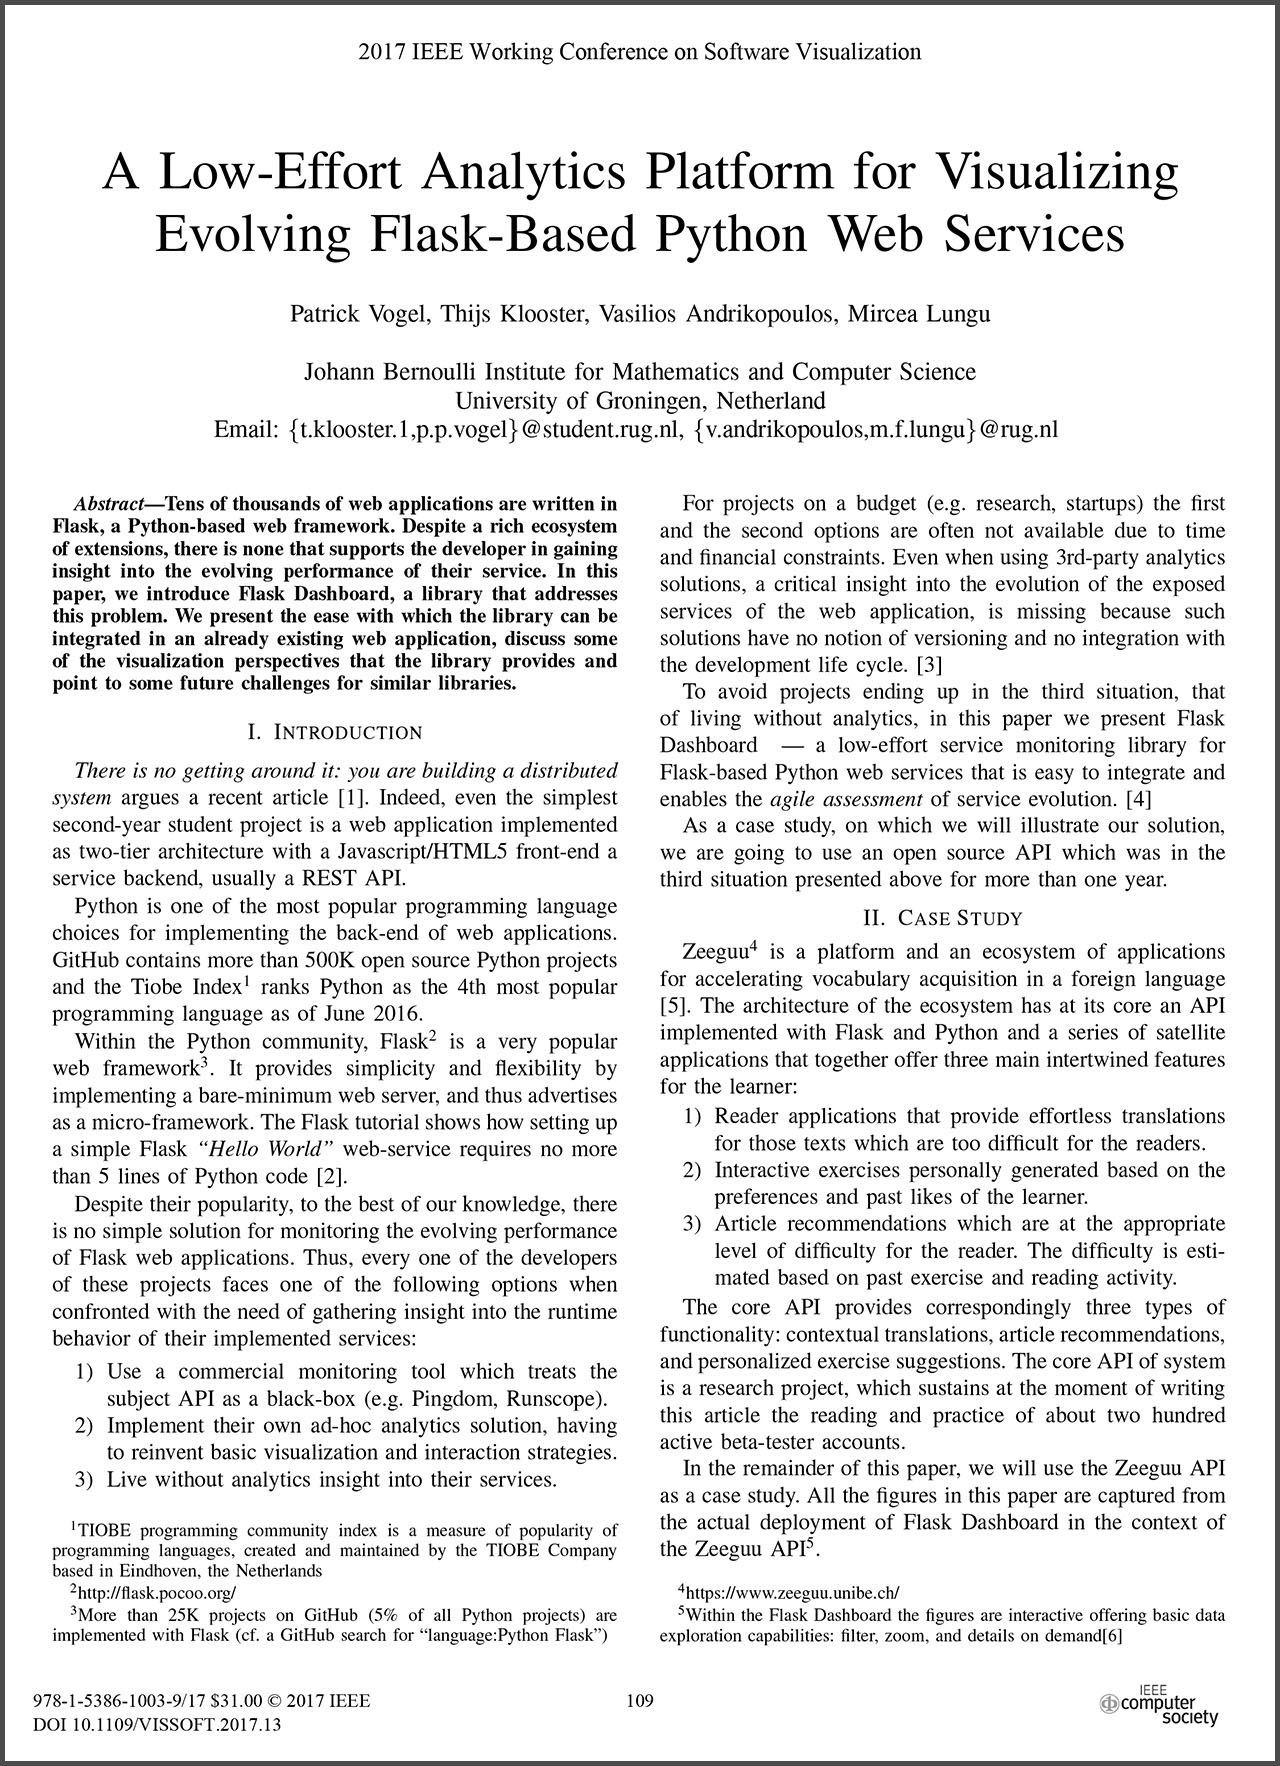 2017 IEEE Working Conference on Software Visualization
A Low-Effort Analytics Platform for Visualizing
Evolving Flask-Based Python Web Services
Patrick Vogel, Thijs Klooster, Vasilios Andrikopoulos, Mircea Lungu
Johann Bernoulli Institute for Mathematics and Computer Science
University of Groningen, Netherland
Email: {t.klooster.1,p.p.vogel}@student.rug.nl, {v.andrikopoulos,m.f.lungu}@rug.nl
Abstract—Tens of thousands of web applications are written in
Flask, a Python-based web framework. Despite a rich ecosystem
of extensions, there is none that supports the developer in gaining
insight into the evolving performance of their service. In this
paper, we introduce Flask Dashboard, a library that addresses
this problem. We present the ease with which the library can be
integrated in an already existing web application, discuss some
of the visualization perspectives that the library provides and
point to some future challenges for similar libraries.
I. INTRODUCTION
There is no getting around it: you are building a distributed
system argues a recent article [1]. Indeed, even the simplest
second-year student project is a web application implemented
as two-tier architecture with a Javascript/HTML5 front-end a
service backend, usually a REST API.
Python is one of the most popular programming language
choices for implementing the back-end of web applications.
GitHub contains more than 500K open source Python projects
and the Tiobe Index1 ranks Python as the 4th most popular
programming language as of June 2016.
Within the Python community, Flask2 is a very popular
web framework3. It provides simplicity and flexibility by
implementing a bare-minimum web server, and thus advertises
as a micro-framework. The Flask tutorial shows how setting up
a simple Flask “Hello World” web-service requires no more
than 5 lines of Python code [2].
Despite their popularity, to the best of our knowledge, there
is no simple solution for monitoring the evolving performance
of Flask web applications. Thus, every one of the developers
of these projects faces one of the following options when
confronted with the need of gathering insight into the runtime
behavior of their implemented services:
1) Use a commercial monitoring tool which treats the
subject API as a black-box (e.g. Pingdom, Runscope).
2) Implement their own ad-hoc analytics solution, having
to reinvent basic visualization and interaction strategies.
3) Live without analytics insight into their services.
1TIOBE programming community index is a measure of popularity of
programming languages, created and maintained by the TIOBE Company
based in Eindhoven, the Netherlands
2http://flask.pocoo.org/
3More than 25K projects on GitHub (5% of all Python projects) are
implemented with Flask (cf. a GitHub search for “language:Python Flask”)
For projects on a budget (e.g. research, startups) the first
and the second options are often not available due to time
and financial constraints. Even when using 3rd-party analytics
solutions, a critical insight into the evolution of the exposed
services of the web application, is missing because such
solutions have no notion of versioning and no integration with
the development life cycle. [3]
To avoid projects ending up in the third situation, that
of living without analytics, in this paper we present Flask
Dashboard — a low-effort service monitoring library for
Flask-based Python web services that is easy to integrate and
enables the agile assessment of service evolution. [4]
As a case study, on which we will illustrate our solution,
we are going to use an open source API which was in the
third situation presented above for more than one year.
II. CASE STUDY
Zeeguu4 is a platform and an ecosystem of applications
for accelerating vocabulary acquisition in a foreign language
[5]. The architecture of the ecosystem has at its core an API
implemented with Flask and Python and a series of satellite
applications that together offer three main intertwined features
for the learner:
1) Reader applications that provide effortless translations
for those texts which are too difficult for the readers.
2) Interactive exercises personally generated based on the
preferences and past likes of the learner.
3) Article recommendations which are at the appropriate
level of difficulty for the reader. The difficulty is esti-
mated based on past exercise and reading activity.
The core API provides correspondingly three types of
functionality: contextual translations, article recommendations,
and personalized exercise suggestions. The core API of system
is a research project, which sustains at the moment of writing
this article the reading and practice of about two hundred
active beta-tester accounts.
In the remainder of this paper, we will use the Zeeguu API
as a case study. All the figures in this paper are captured from
the actual deployment of Flask Dashboard in the context of
the Zeeguu API5.
4https://www.zeeguu.unibe.ch/
5Within the Flask Dashboard the figures are interactive offering basic data
exploration capabilities: filter, zoom, and details on demand[6]
978-1-5386-1003-9/17 $31.00 © 2017 IEEE
DOI 10.1109/VISSOFT.2017.13
109
IEEE
computer
society